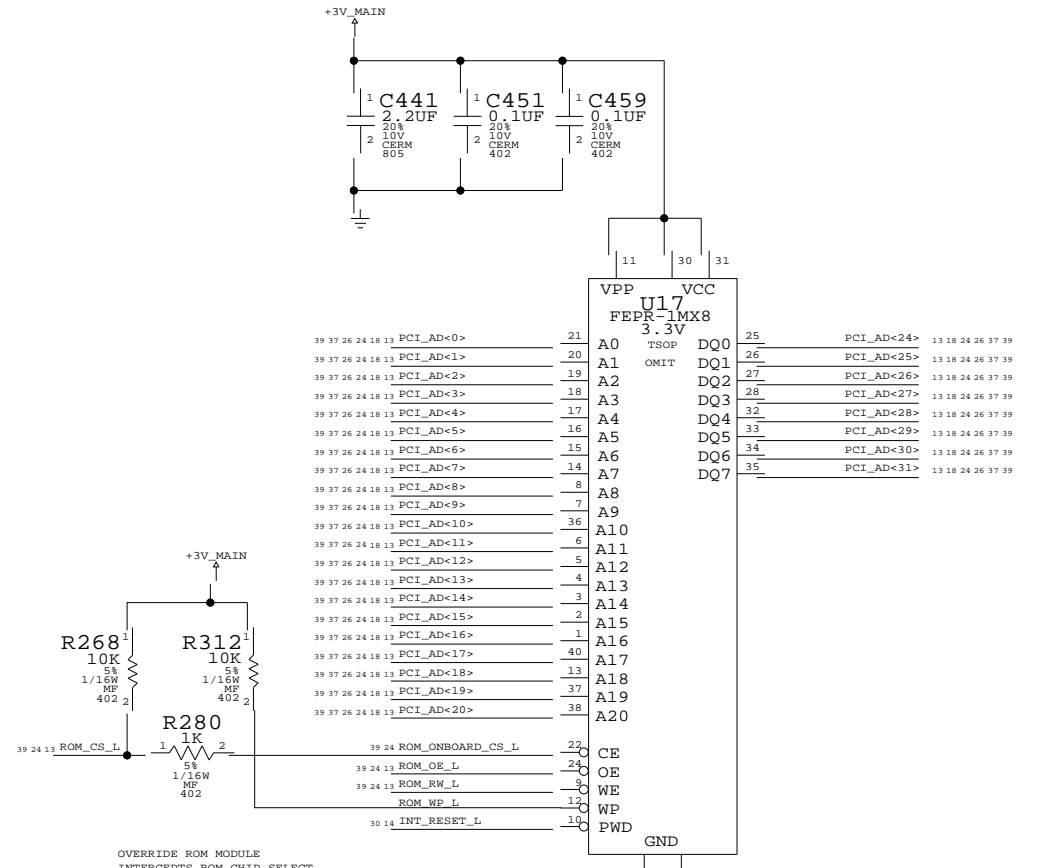 +3V_MAIN
1 C441 2.2UF 20% 10V CERM 805 2
1 C451 0.1UF 20% 10V CERM 402 2
1 C459 0.1UF 20% 10V CERM 402 2
11 30 31
VPP VCC
U17
FEPR-1MX8
3.3V
TSOP
OMIT
39 37 26 24 18 13 PCI_AD<0> 21 A0 DQ0 25 PCI_AD<24> 13 18 24 26 37 39
39 37 26 24 18 13 PCI_AD<1> 20 A1 DQ1 26 PCI_AD<25> 13 18 24 26 37 39
39 37 26 24 18 13 PCI_AD<2> 19 A2 DQ2 27 PCI_AD<26> 13 18 24 26 37 39
39 37 26 24 18 13 PCI_AD<3> 18 A3 DQ3 28 PCI_AD<27> 13 18 24 26 37 39
39 37 26 24 18 13 PCI_AD<4> 17 A4 DQ4 32 PCI_AD<28> 13 18 24 26 37 39
39 37 26 24 18 13 PCI_AD<5> 16 A5 DQ5 33 PCI_AD<29> 13 18 24 26 37 39
39 37 26 24 18 13 PCI_AD<6> 15 A6 DQ6 34 PCI_AD<30> 13 18 24 26 37 39
39 37 26 24 18 13 PCI_AD<7> 14 A7 DQ7 35 PCI_AD<31> 13 18 24 26 37 39
39 37 26 24 18 13 PCI_AD<8> 8 A8
39 37 26 24 18 13 PCI_AD<9> 7 A9
39 37 26 24 18 13 PCI_AD<10> 36 A10
39 37 26 24 18 13 PCI_AD<11> 6 A11
39 37 26 24 18 13 PCI_AD<12> 5 A12
39 37 26 24 18 13 PCI_AD<13> 4 A13
39 37 26 24 18 13 PCI_AD<14> 3 A14
39 37 26 24 18 13 PCI_AD<15> 2 A15
39 37 26 24 18 13 PCI_AD<16> 1 A16
39 37 26 24 18 13 PCI_AD<17> 40 A17
39 37 26 24 18 13 PCI_AD<18> 13 A18
39 37 26 24 18 13 PCI_AD<19> 37 A19
39 37 26 24 18 13 PCI_AD<20> 38 A20
+3V_MAIN
R268 1 10K 5% 1/16W MF 402 2
R312 1 10K 5% 1/16W MF 402 2
R280
1 1K 2
5%
1/16W
MF
402
39 24 13 ROM_CS_L
39 24 ROM_ONBOARD_CS_L 22 CE
39 24 13 ROM_OE_L 24 OE
39 24 13 ROM_RW_L 9 WE
ROM_WP_L 12 WP
30 14 INT_RESET_L 10 PWD
GND
OVERRIDE ROM MODULE
INTERCEPTS ROM CHIP SELECT